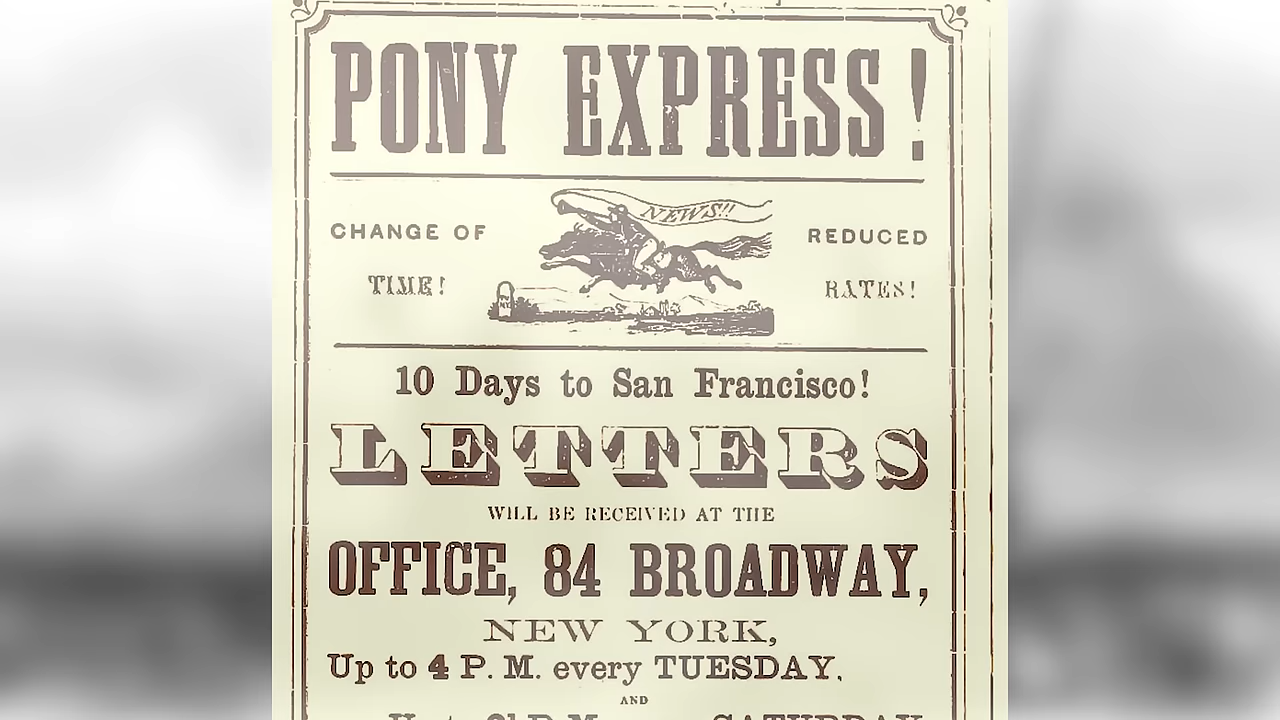 PONY EXPRESS!
NEWS!!
CHANGE OF
TIME!
REDUCED
RATES!
10 Days to San Francisco!
LETTERS
WILL BE RECEIVED AT THE
OFFICE, 84 BROADWAY,
NEW YORK,
Up to 4 P. M. every TUESDAY,
AND